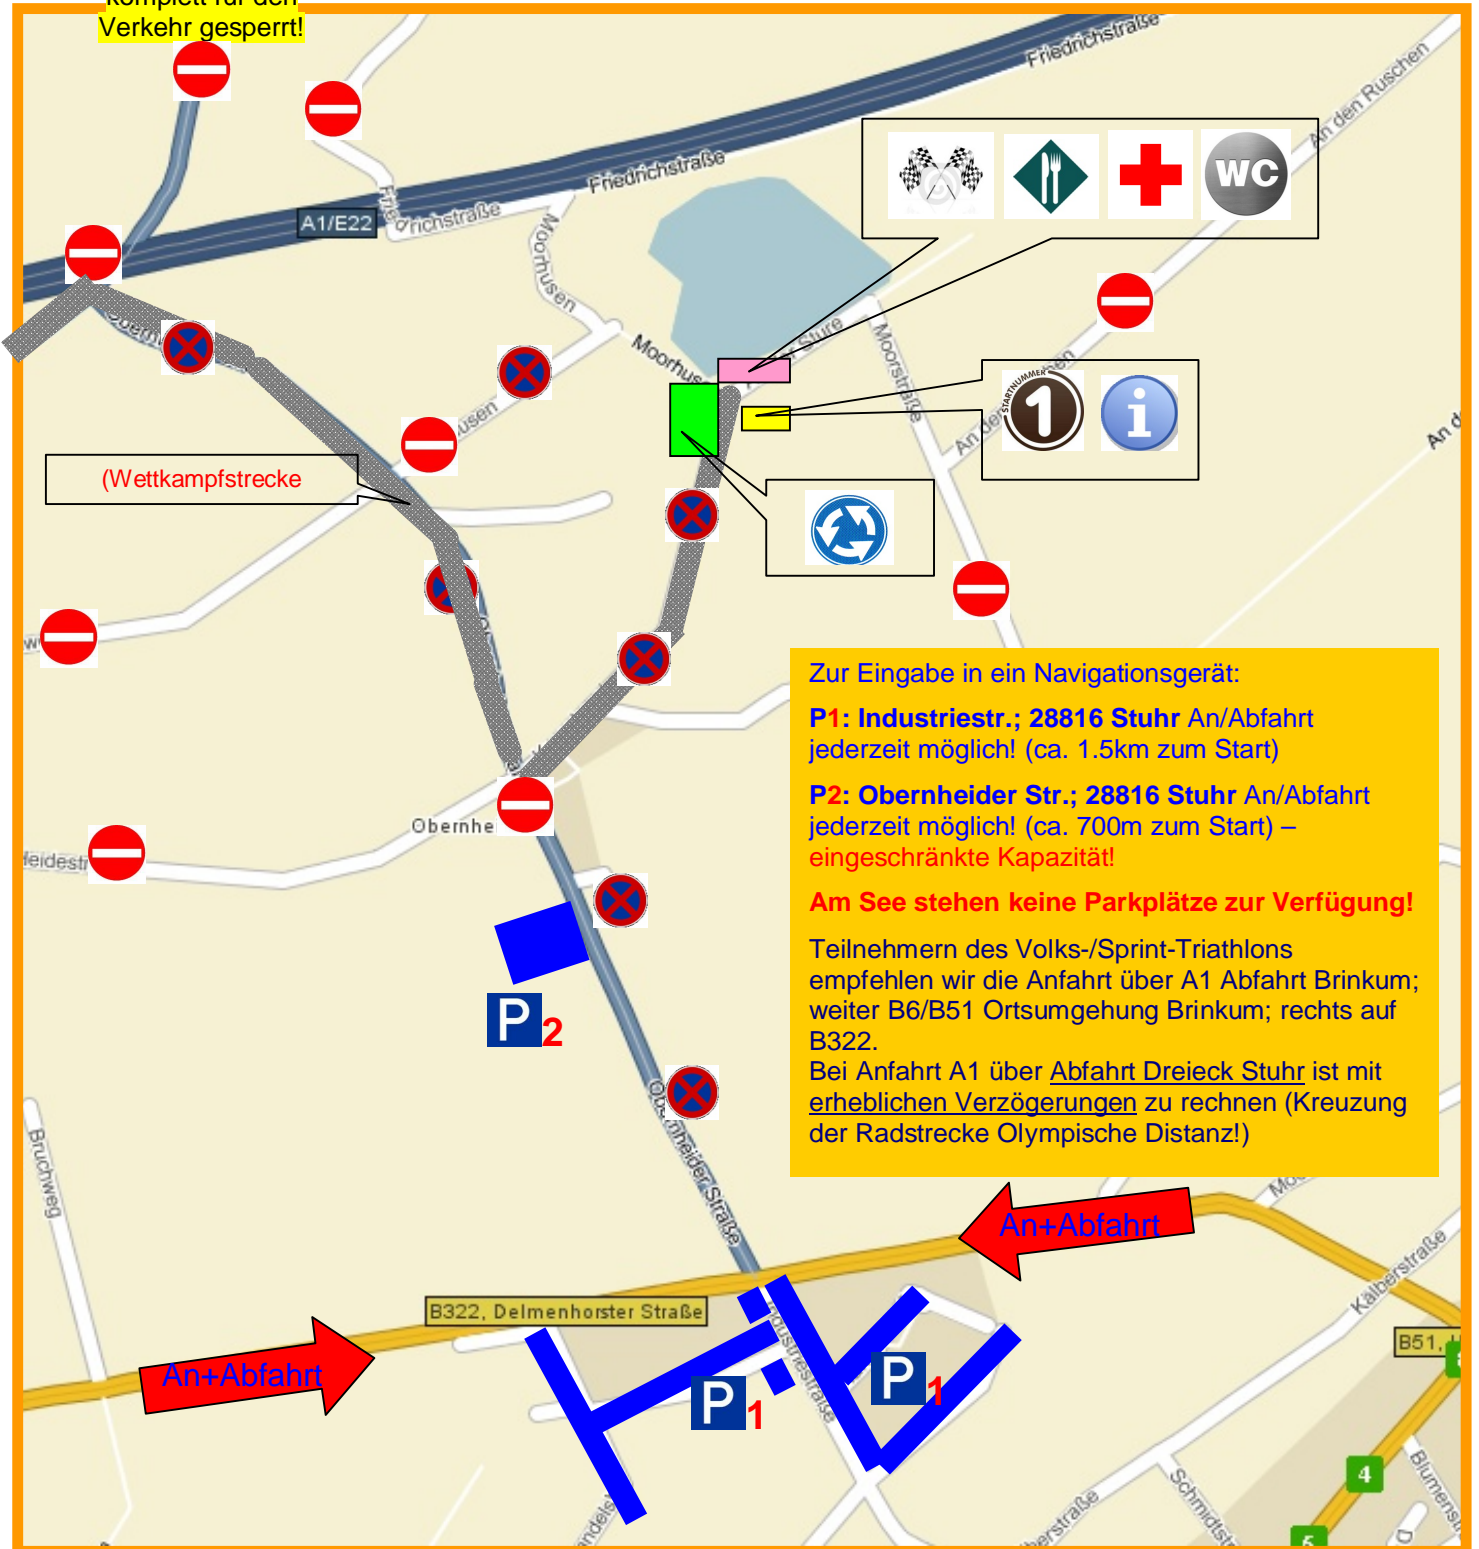 Verkehr gesperrt!
Friedrichstraße
An den Ruschen
Friedrichstraße
Friedrichstraße
A1/E22
WC
Moorhusen
Moorstraße
STARTNUMMER
1
i
(Wettkampfstrecke
Zur Eingabe in ein Navigationsgerät:
P1: Industriestr.; 28816 Stuhr An/Abfahrt
jederzeit möglich! (ca. 1.5km zum Start)
P2: Obernheider Str.; 28816 Stuhr An/Abfahrt
jederzeit möglich! (ca. 700m zum Start) –
eingeschränkte Kapazität!
Am See stehen keine Parkplätze zur Verfügung!
Teilnehmern des Volks-/Sprint-Triathlons
empfehlen wir die Anfahrt über A1 Abfahrt Brinkum;
weiter B6/B51 Ortsumgehung Brinkum; rechts auf
B322.
Bei Anfahrt A1 über Abfahrt Dreieck Stuhr ist mit
erheblichen Verzögerungen zu rechnen (Kreuzung
der Radstrecke Olympische Distanz!)
P2
Bruchweg
An+Abfahrt
Kälberstraße
B322, Delmenhorster Straße
Industriestraße
B51,
An+Abfahrt
P1
P1
4
5